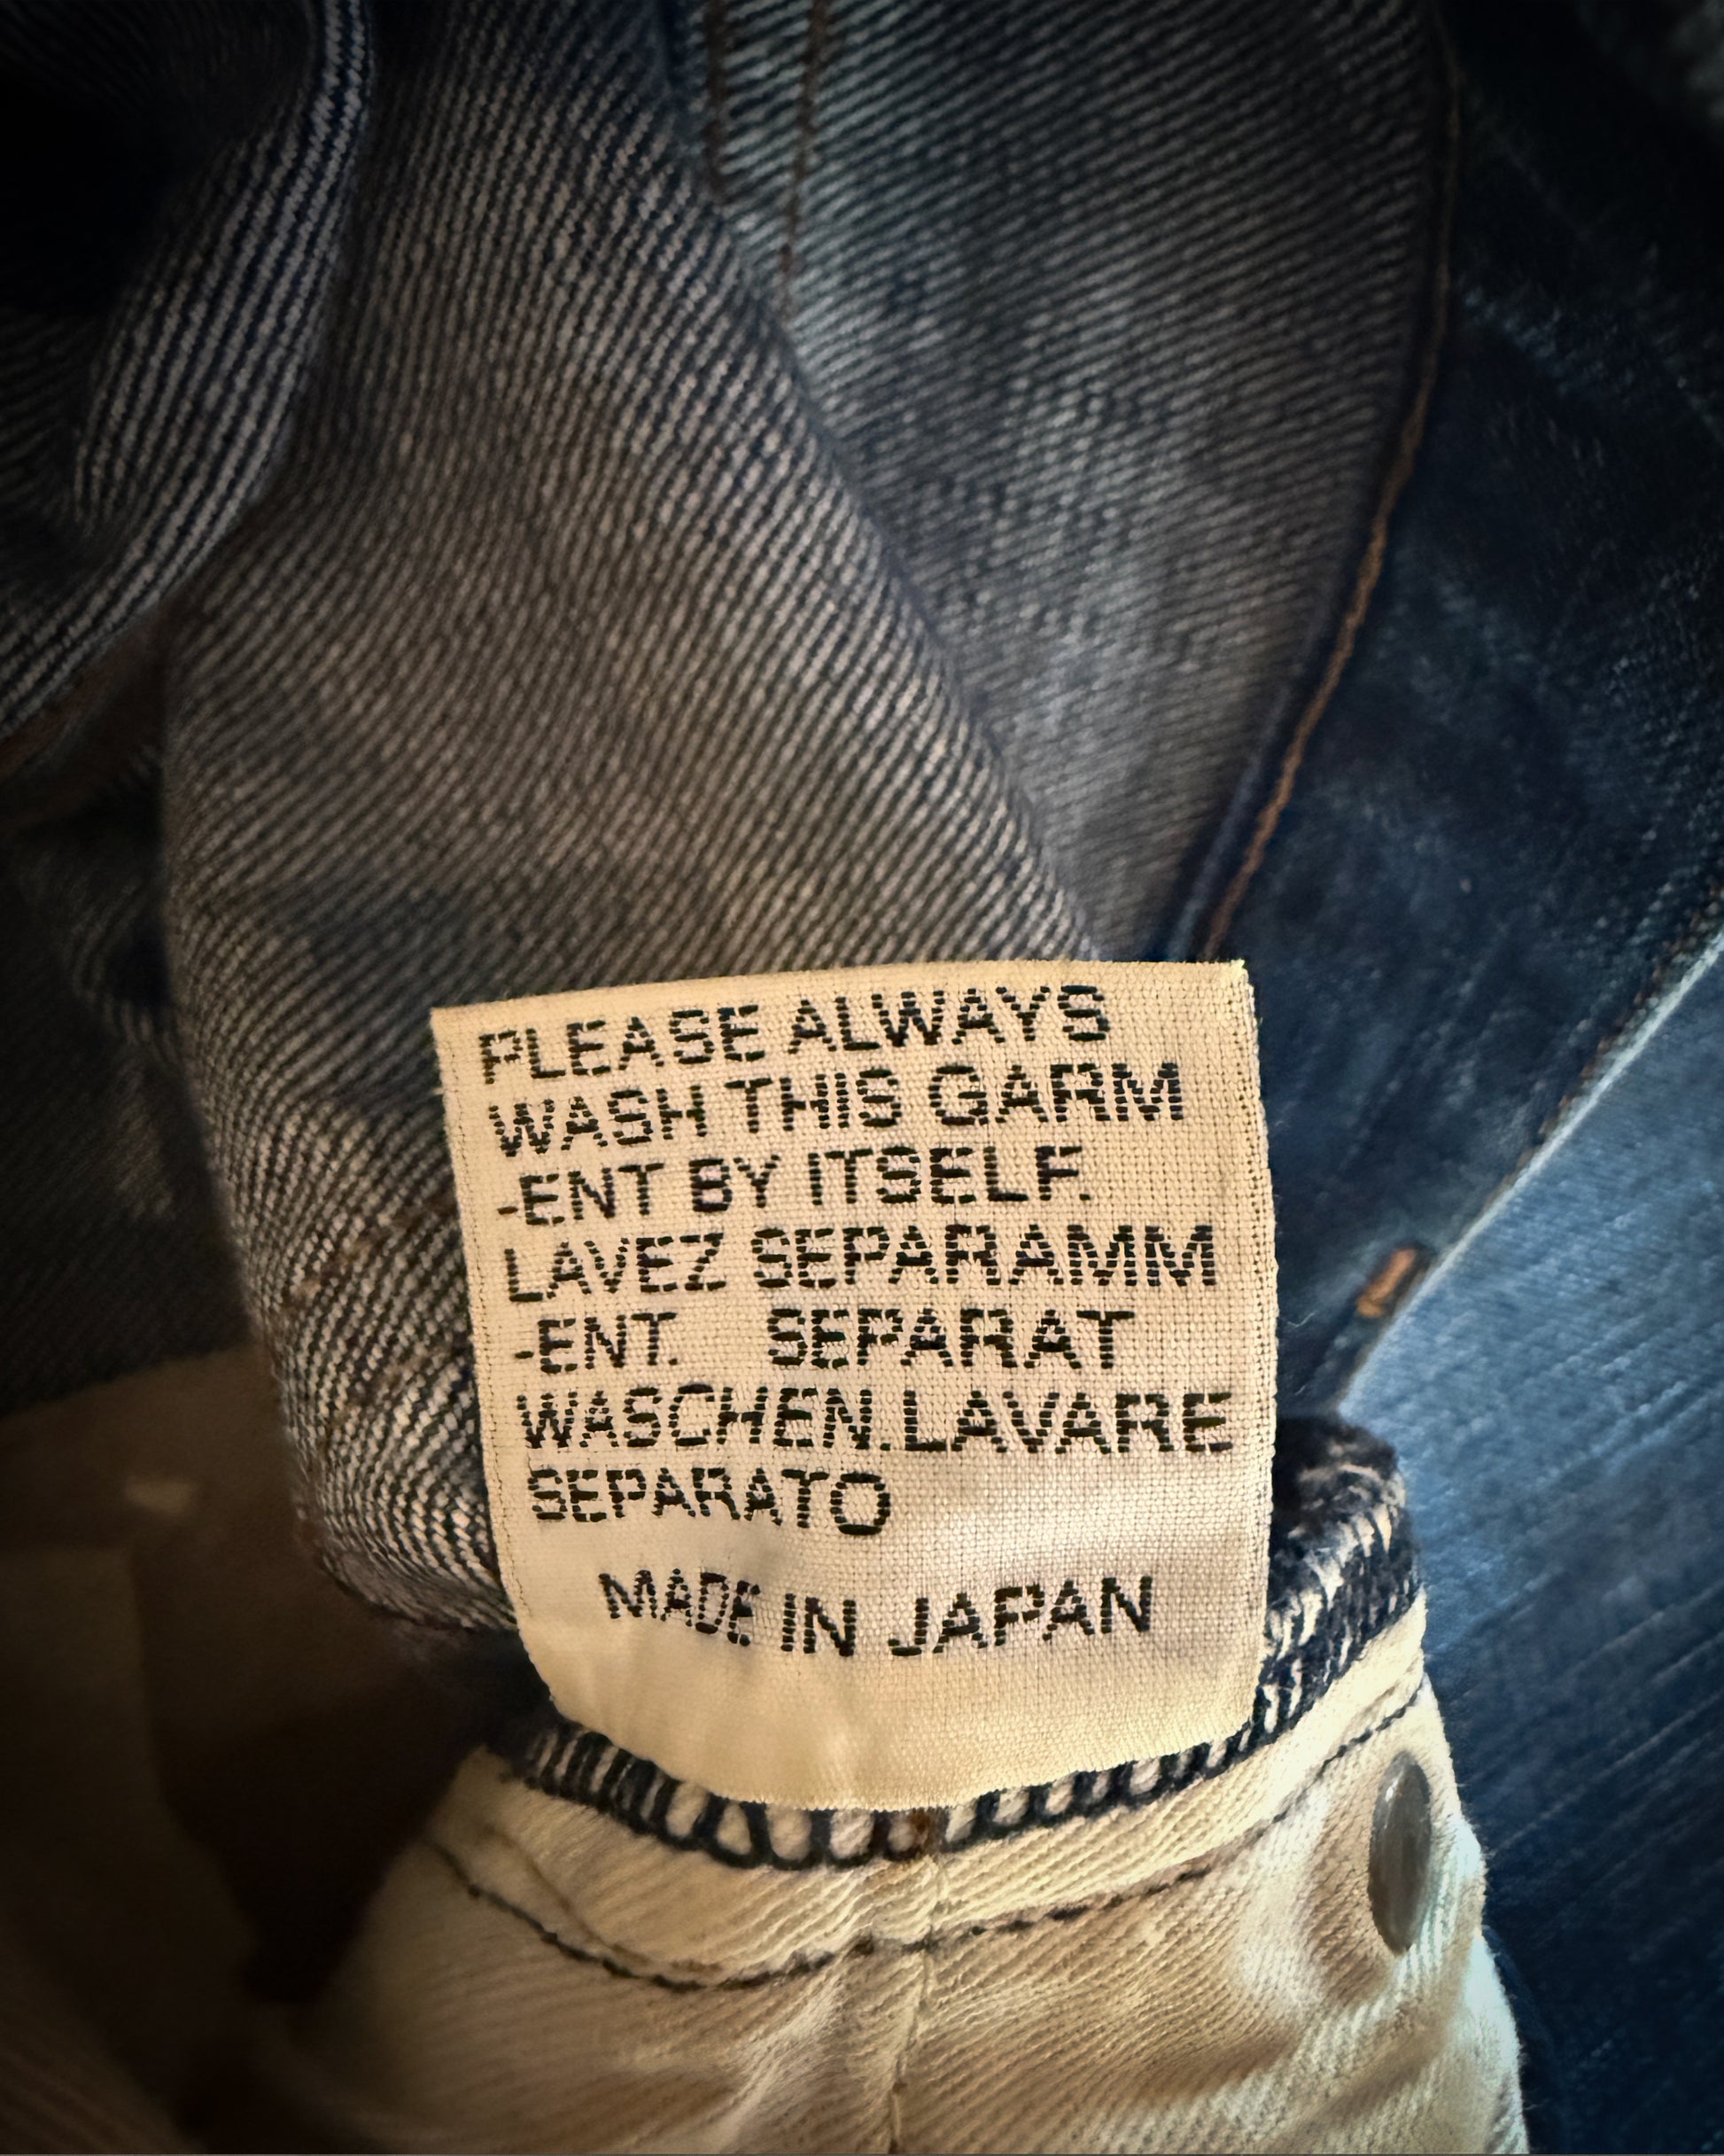 PLEASE ALWAYS
WASH THIS GARM
-ENT BY ITSELF.
LAVEZ SEPARAMM
-ENT. SEPARAT
WASCHEN.LAVARE
SEPARATO
MADE IN JAPAN